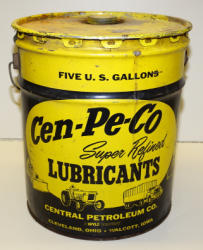 FIVE U. S. GALLONS
Cen-Pe-Co
Super Refined
LUBRICANTS
CENTRAL PETROLEUM CO.
CLEVELAND, OHIO - WALCOTT, IOWA